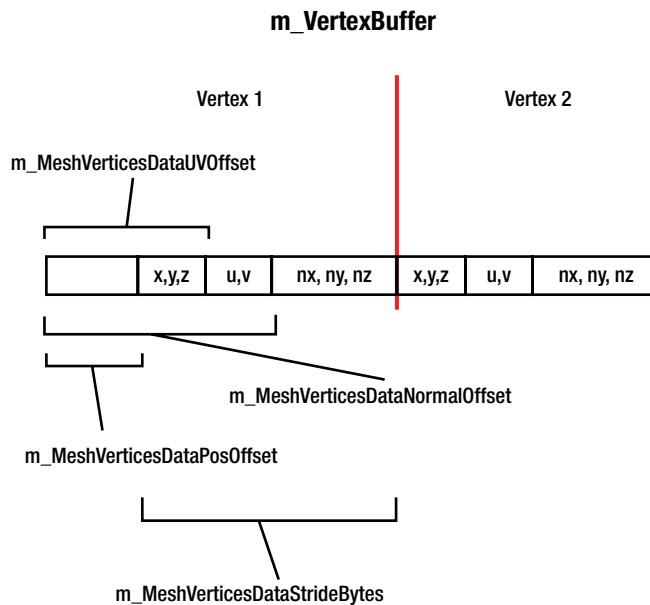 m_VertexBuffer
Vertex 1 Vertex 2
m_MeshVerticesDataUVOffset
x,y,z u,v nx, ny, nz x,y,z u,v nx, ny, nz
m_MeshVerticesDataNormalOffset
m_MeshVerticesDataPosOffset
m_MeshVerticesDataStrideBytes